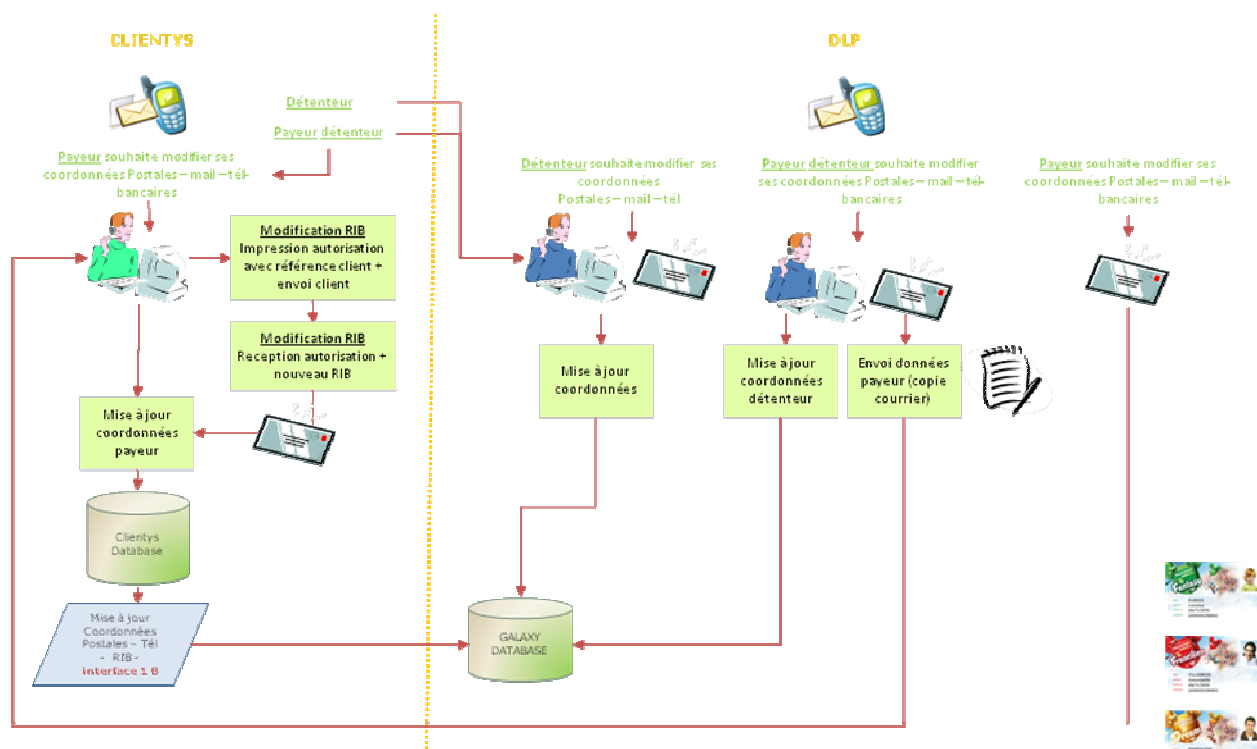 CLIENTYS
DLP
Détenteur
Payeur détenteur
Payeur souhaite modifier ses
coordonnées Postales – mail – tél-
bancaires
Détenteur souhaite modifier ses
coordonnées
Postales – mail – tél
Payeur détenteur souhaite modifier
ses coordonnées Postales – mail – tél-
bancaires
Payeur souhaite modifier ses
coordonnées Postales – mail – tél-
bancaires
Modification RIB
Impression autorisation
avec référence client +
envoi client
Modification RIB
Reception autorisation +
nouveau RIB
Mise à jour
coordonnées
payeur
Mise à jour
coordonnées
Mise à jour
coordonnées
détenteur
Envoi données
payeur (copie
courrier)
Clientys
Database
Mise à jour
Coordonnées
Postales – Tél
- RIB -
interface 1 B
GALAXY
DATABASE